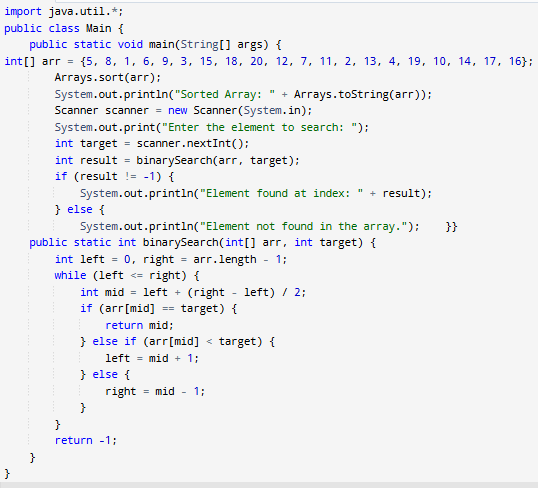 import java.util.*;
public class Main {
    public static void main(String[] args) {
int[] arr = {5, 8, 1, 6, 9, 3, 15, 18, 20, 12, 7, 11, 2, 13, 4, 19, 10, 14, 17, 16};
        Arrays.sort(arr);
        System.out.println("Sorted Array: " + Arrays.toString(arr));
        Scanner scanner = new Scanner(System.in);
        System.out.print("Enter the element to search: ");
        int target = scanner.nextInt();
        int result = binarySearch(arr, target);
        if (result != -1) {
            System.out.println("Element found at index: " + result);
        } else {
            System.out.println("Element not found in the array.");    }}
    public static int binarySearch(int[] arr, int target) {
        int left = 0, right = arr.length - 1;
        while (left <= right) {
            int mid = left + (right - left) / 2;
            if (arr[mid] == target) {
                return mid;
            } else if (arr[mid] < target) {
                left = mid + 1;
            } else {
                right = mid - 1;
            }
        }
        return -1;
    }
}